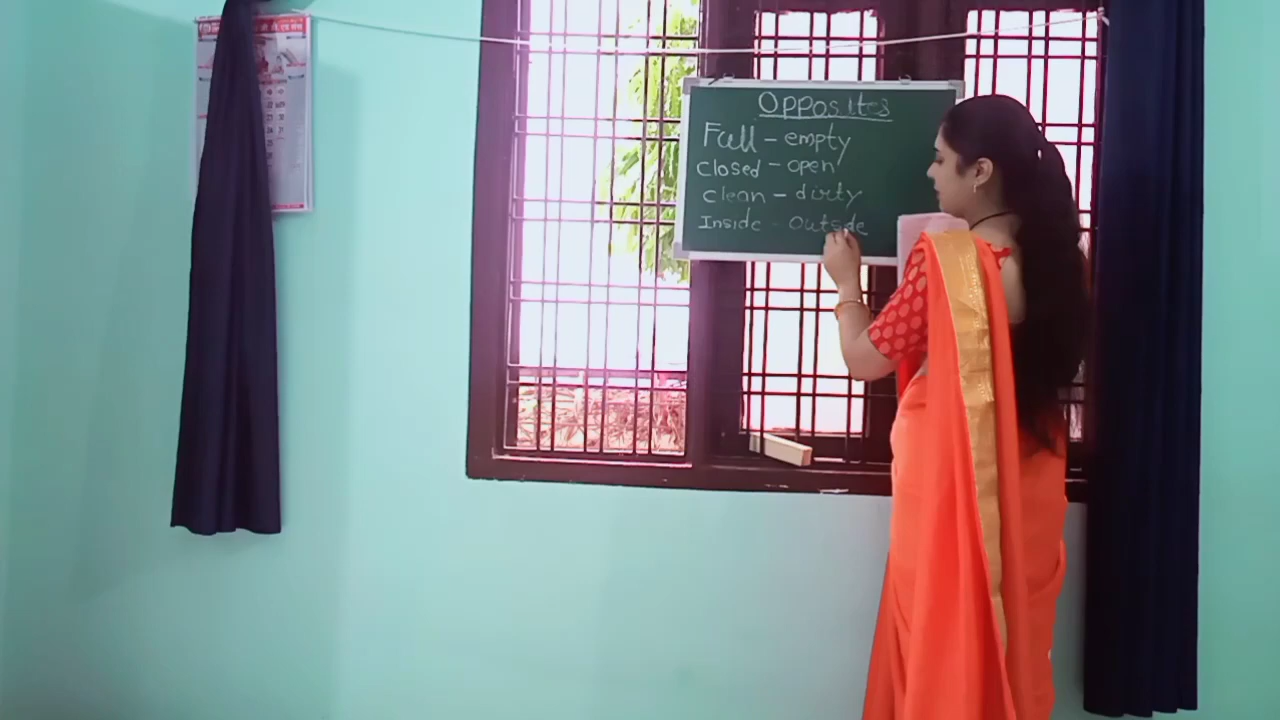 Opposites
Full - empty
closed - open
clean - dirty
Inside - Outside